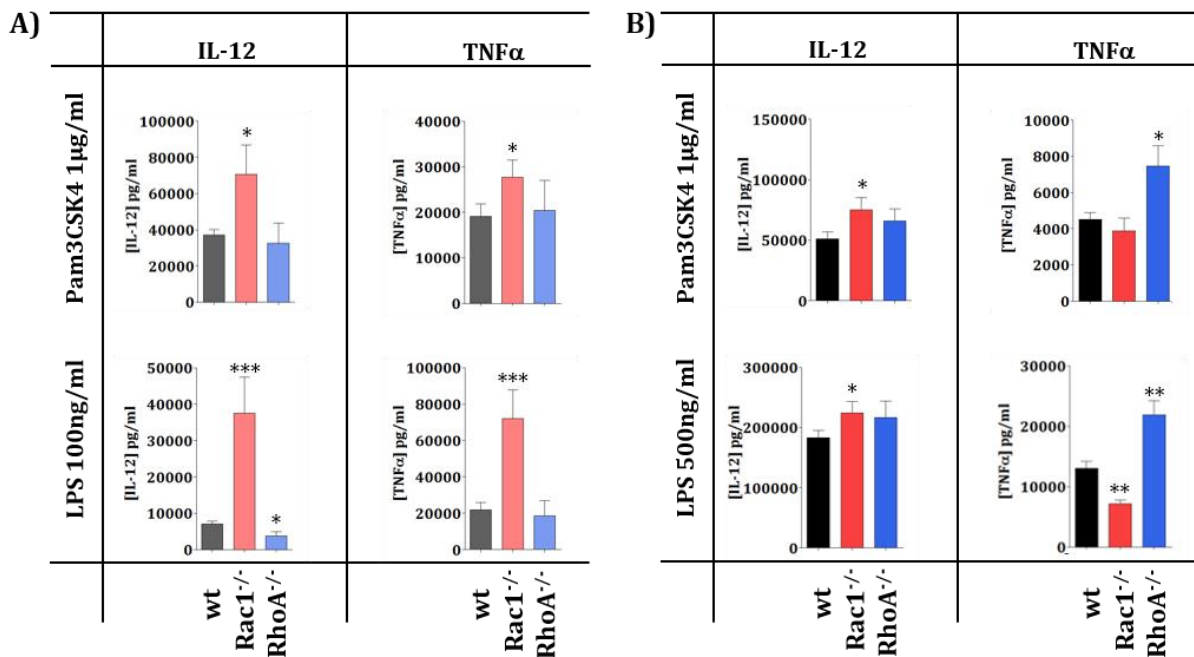 A)
IL-12
TNFα
Pam3CSK4 1µg/ml
[IL-12] pg/ml
100000
80000
60000
40000
20000
0
*
[TNFα] pg/ml
40000
30000
20000
10000
0
*
LPS 100ng/ml
[IL-12] pg/ml
50000
40000
30000
20000
10000
0
***
*
[TNFα] pg/ml
100000
80000
60000
40000
20000
0
***
wt
Rac1-/-
RhoA-/-
B)
IL-12
TNFα
Pam3CSK4 1µg/ml
[IL-12] pg/ml
150000
100000
50000
0
*
[TNFα] pg/ml
10000
8000
6000
4000
2000
0
*
LPS 500ng/ml
[IL-12] pg/ml
300000
200000
100000
0
*
[TNFα] pg/ml
30000
20000
10000
0
**
**
wt
Rac1-/-
RhoA-/-